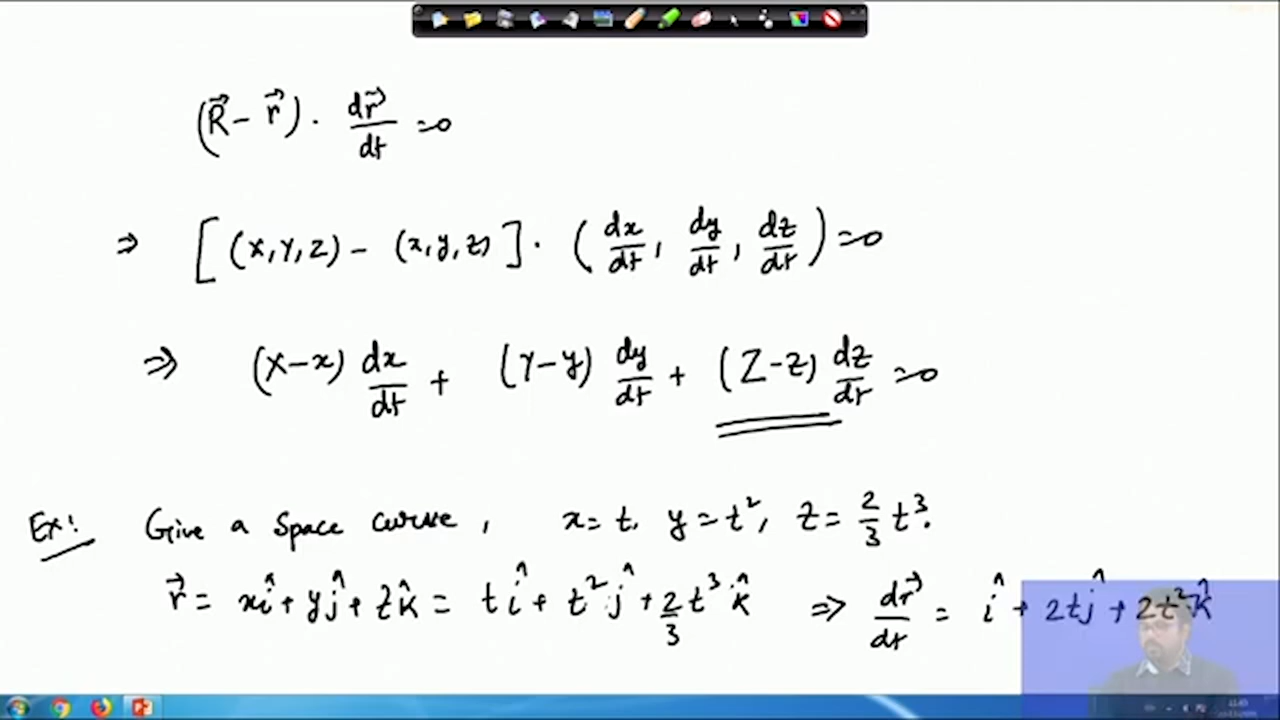 (R⃗ - r⃗) · dr⃗/dt = 0
⇒ [(X, Y, Z) - (x, y, z)] · (dx/dt, dy/dt, dz/dt) = 0
⇒ (X-x) dx/dt + (Y-y) dy/dt + (Z-z) dz/dt = 0
Ex: Give a space curve, x = t, y = t², z = 2/3 t³.
r⃗ = xî + yĵ + zk̂ = tî + t²ĵ + 2/3 t³ k̂ ⇒ dr⃗/dt = î + 2tĵ + 2t²k̂